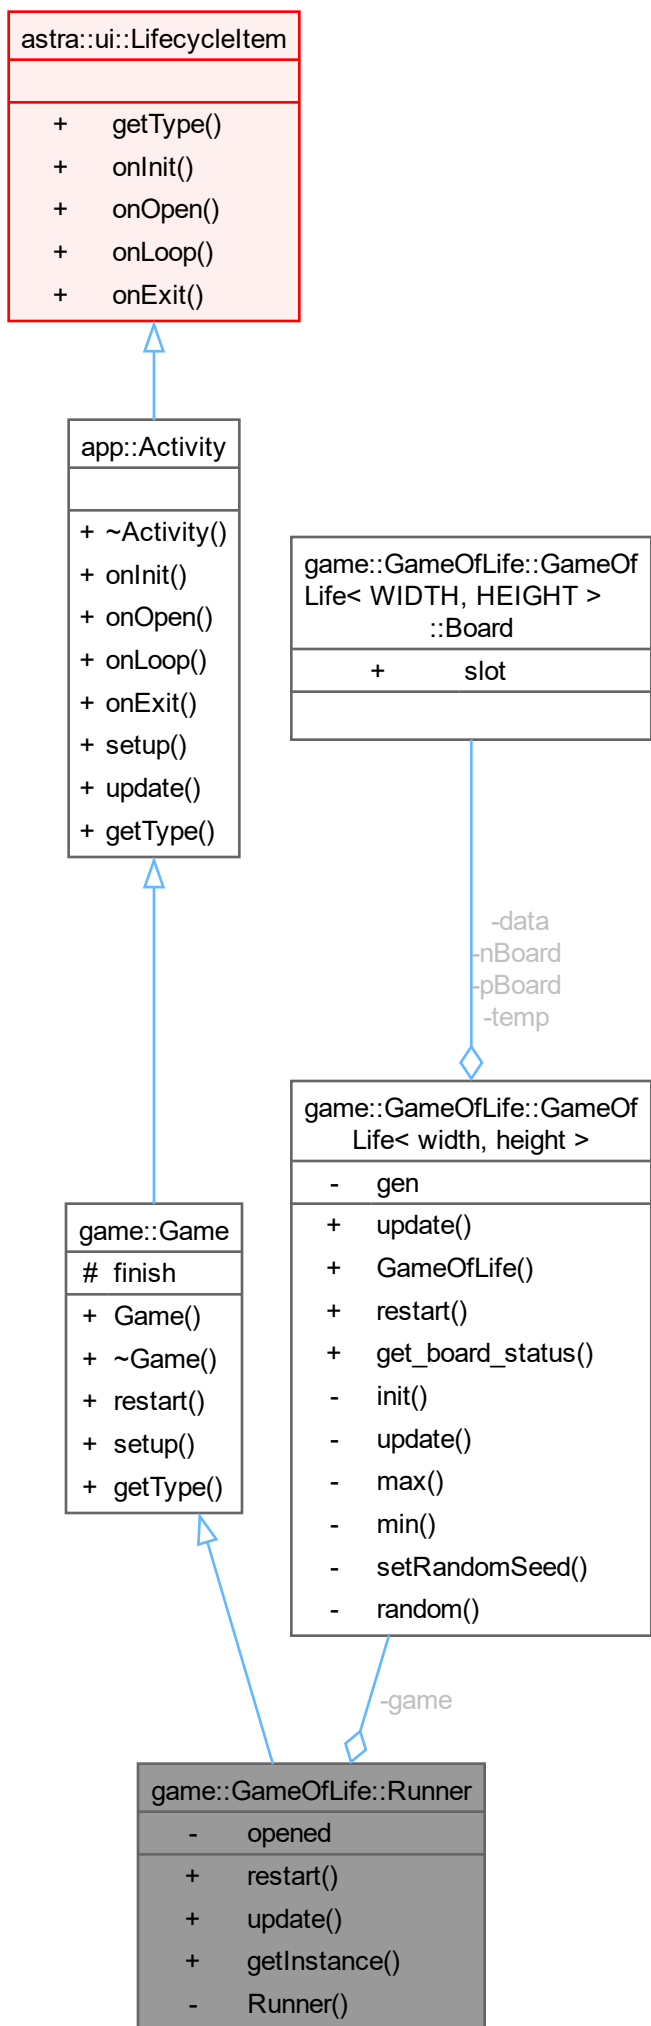 astra::ui::LifecycleItem
+ getType()
+ onInit()
+ onOpen()
+ onLoop()
+ onExit()
app::Activity
+ ~Activity()
+ onInit()
+ onOpen()
+ onLoop()
+ onExit()
+ setup()
+ update()
+ getType()
game::GameOfLife::GameOf
Life< WIDTH, HEIGHT >
::Board
+ slot
-data
-nBoard
-pBoard
-temp
game::GameOfLife::GameOf
Life< width, height >
- gen
+ update()
+ GameOfLife()
+ restart()
+ get_board_status()
- init()
- update()
- max()
- min()
- setRandomSeed()
- random()
game::Game
# finish
+ Game()
+ ~Game()
+ restart()
+ setup()
+ getType()
-game
game::GameOfLife::Runner
- opened
+ restart()
+ update()
+ getInstance()
- Runner()